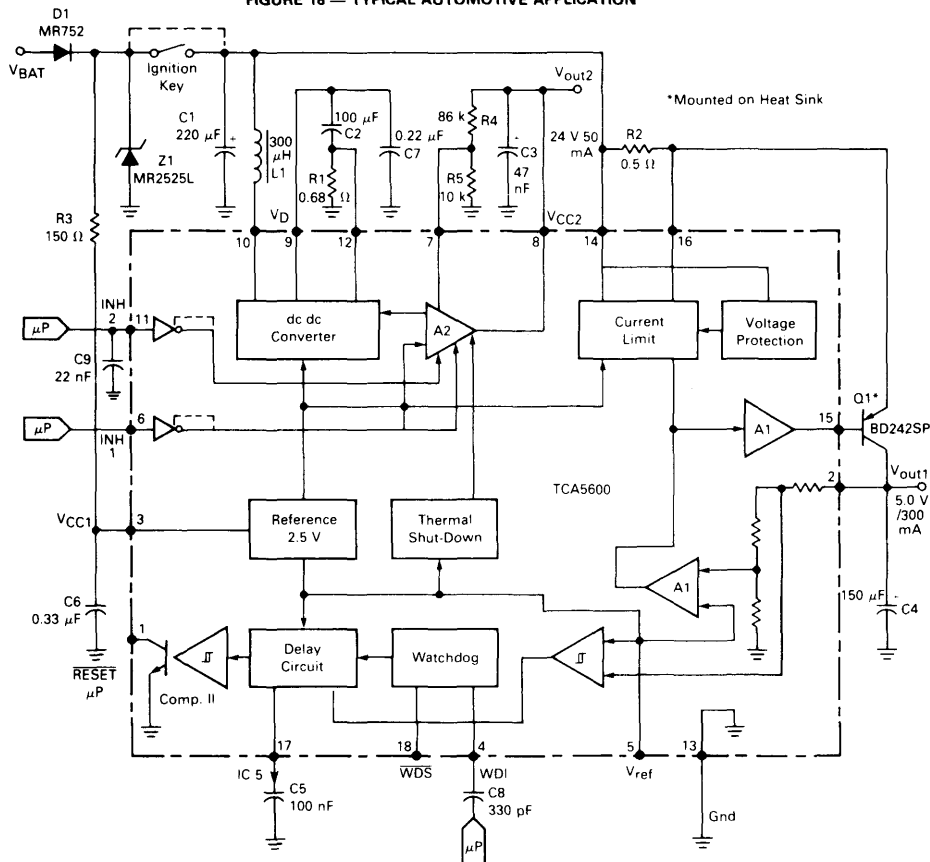 FIGURE 18 — TYPICAL AUTOMOTIVE APPLICATION
D1
MR752
VBAT
Ignition
Key
C1
220 μF
+
Z1
MR2525L
R3
150 Ω
300
μH
L1
100 μF
C2
R1
0.68 Ω
0.22 μF
C7
86 k
R4
R5
10 k
C3
47
nF
Vout2
24 V 50
mA
*Mounted on Heat Sink
R2
0.5 Ω
VD
VCC2
10
9
12
7
8
14
16
μP
INH
2
11
C9
22 nF
dc dc
Converter
A2
Current
Limit
Voltage
Protection
μP
6
INH
1
Q1*
BD242SP
A1
15
TCA5600
Vout1
2
5.0 V
/300
mA
VCC1
3
Reference
2.5 V
Thermal
Shut-Down
A1
150 μF
C4
C6
0.33 μF
1
RESET
μP
Comp. II
Delay
Circuit
Watchdog
17
18
4
5
13
IC 5
WDS
WDI
Vref
C5
100 nF
C8
330 pF
Gnd
μP